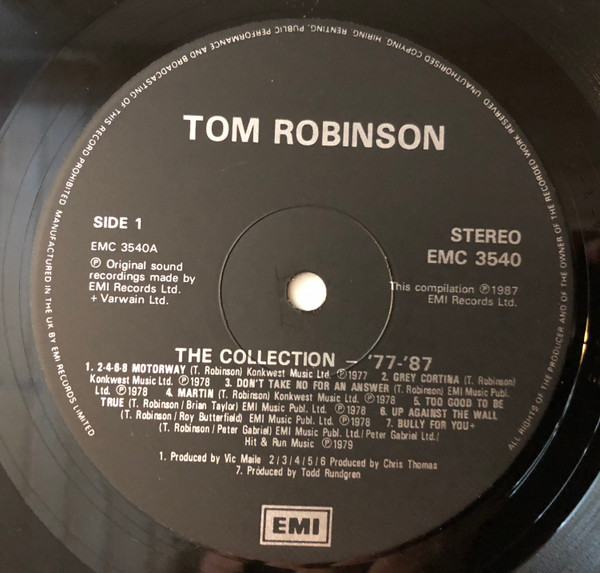 UNAUTHORISED COPYING, HIRING, RENTING, PUBLIC PERFORMANCE AND BROADCASTING OF THIS RECORD PROHIBITED MANUFACTURED IN THE UK BY EMI RECORDS LIMITED
ALL RIGHTS OF THE PRODUCER AND OF THE OWNER OF THE RECORDED WORK RESERVED
TOM ROBINSON
SIDE 1
EMC 3540A
℗ Original sound
recordings made by
EMI Records Ltd.
+ Varwain Ltd.
STEREO
EMC 3540
This compilation ℗1987
EMI Records Ltd.
THE COLLECTION – '77-'87
1. 2-4-6-8 MOTORWAY (T. Robinson) Konkwest Music Ltd. ℗1977 2. GREY CORTINA (T. Robinson)
Konkwest Music Ltd. ℗1978 3. DON'T TAKE NO FOR AN ANSWER (T. Robinson) EMI Music Publ.
Ltd. ℗1978 4. MARTIN (T. Robinson) Konkwest Music Ltd. ℗1978 5. TOO GOOD TO BE
TRUE (T. Robinson/Brian Taylor) EMI Music Publ. Ltd. ℗1978 6. UP AGAINST THE WALL
(T. Robinson/Roy Butterfield) EMI Music Publ. Ltd ℗1978 7. BULLY FOR YOU+
(T. Robinson/Peter Gabriel) EMI Music Publ. Ltd./Peter Gabriel Ltd./
Hit & Run Music ℗1979
1. Produced by Vic Maile 2/3/4/5/6 Produced by Chris Thomas
7. Produced by Todd Rundgren
EMI